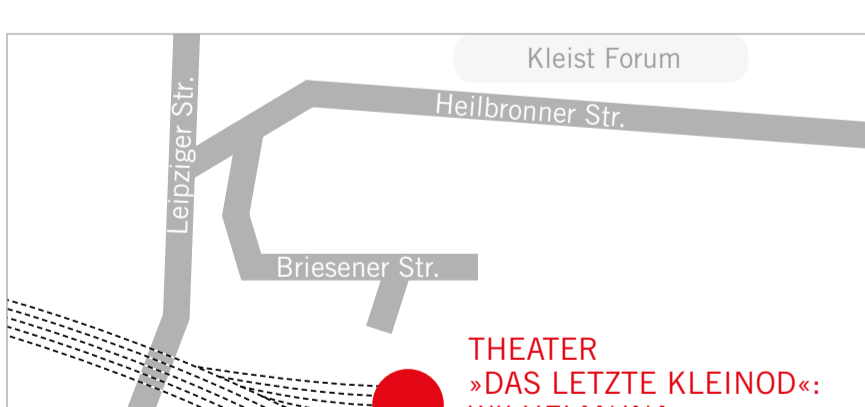 Kleist Forum
Heilbronner Str.
Leipziger Str.
Briesener Str.
THEATER
»DAS LETZTE KLEINOD«: